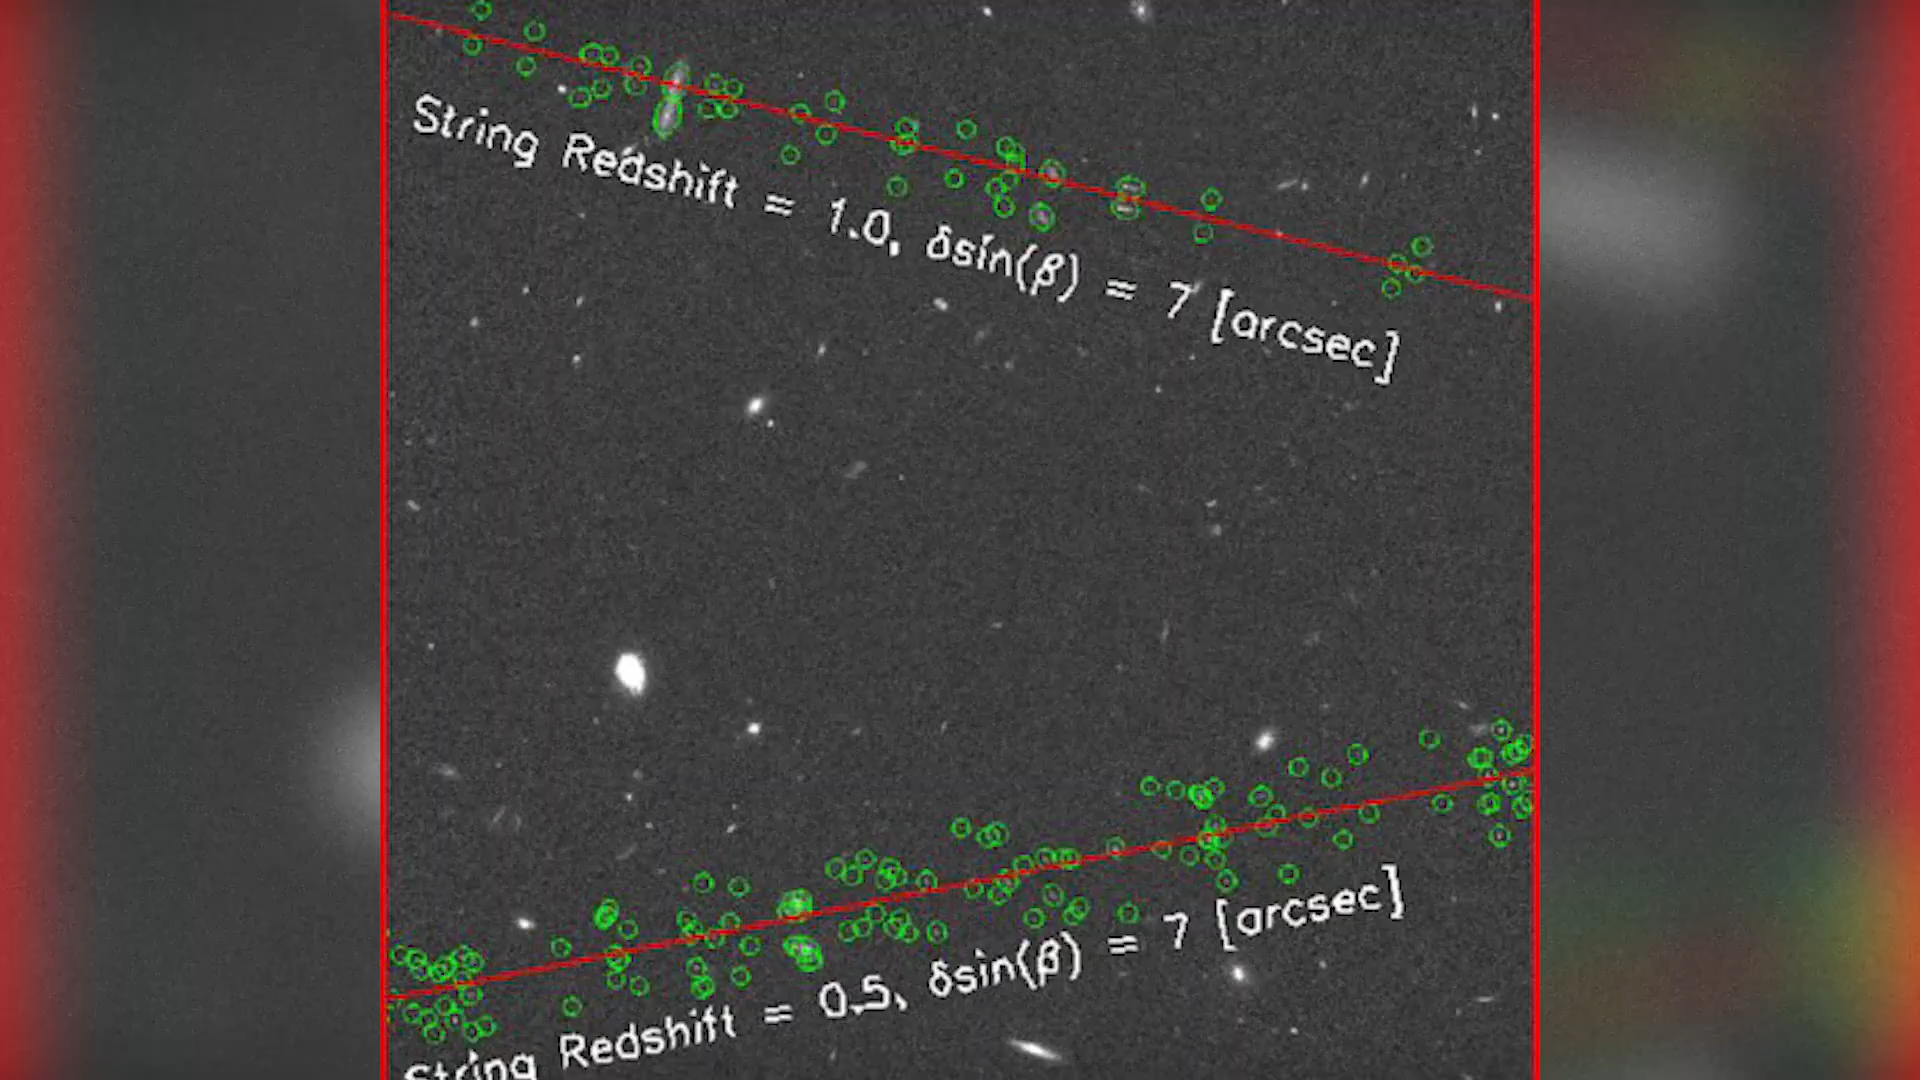 String Redshift = 1.0, δsin(β) = 7 [arcsec]
String Redshift = 0.5, δsin(β) = 7 [arcsec]